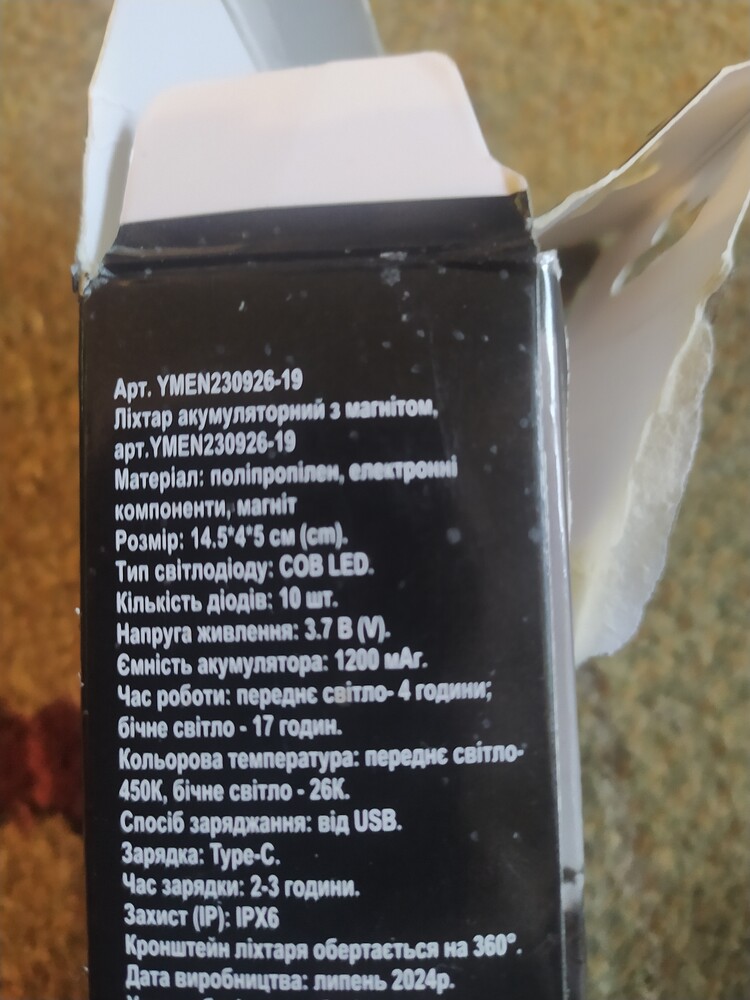 Арт. YMEN230926-19
Ліхтар акумуляторний з магнітом,
арт.YMEN230926-19
Матеріал: поліпропілен, електронні
компоненти, магніт
Розмір: 14.5*4*5 см (cm).
Тип світлодіоду: COB LED.
Кількість діодів: 10 шт.
Напруга живлення: 3.7 В (V).
Ємність акумулятора: 1200 мАг.
Час роботи: переднє світло- 4 години;
бічне світло - 17 годин.
Кольорова температура: переднє світло-
450K, бічне світло - 26K.
Спосіб заряджання: від USB.
Зарядка: Type-C.
Час зарядки: 2-3 години.
Захист (IP): IPX6
Кронштейн ліхтаря обертається на 360°.
Дата виробництва: липень 2024р.